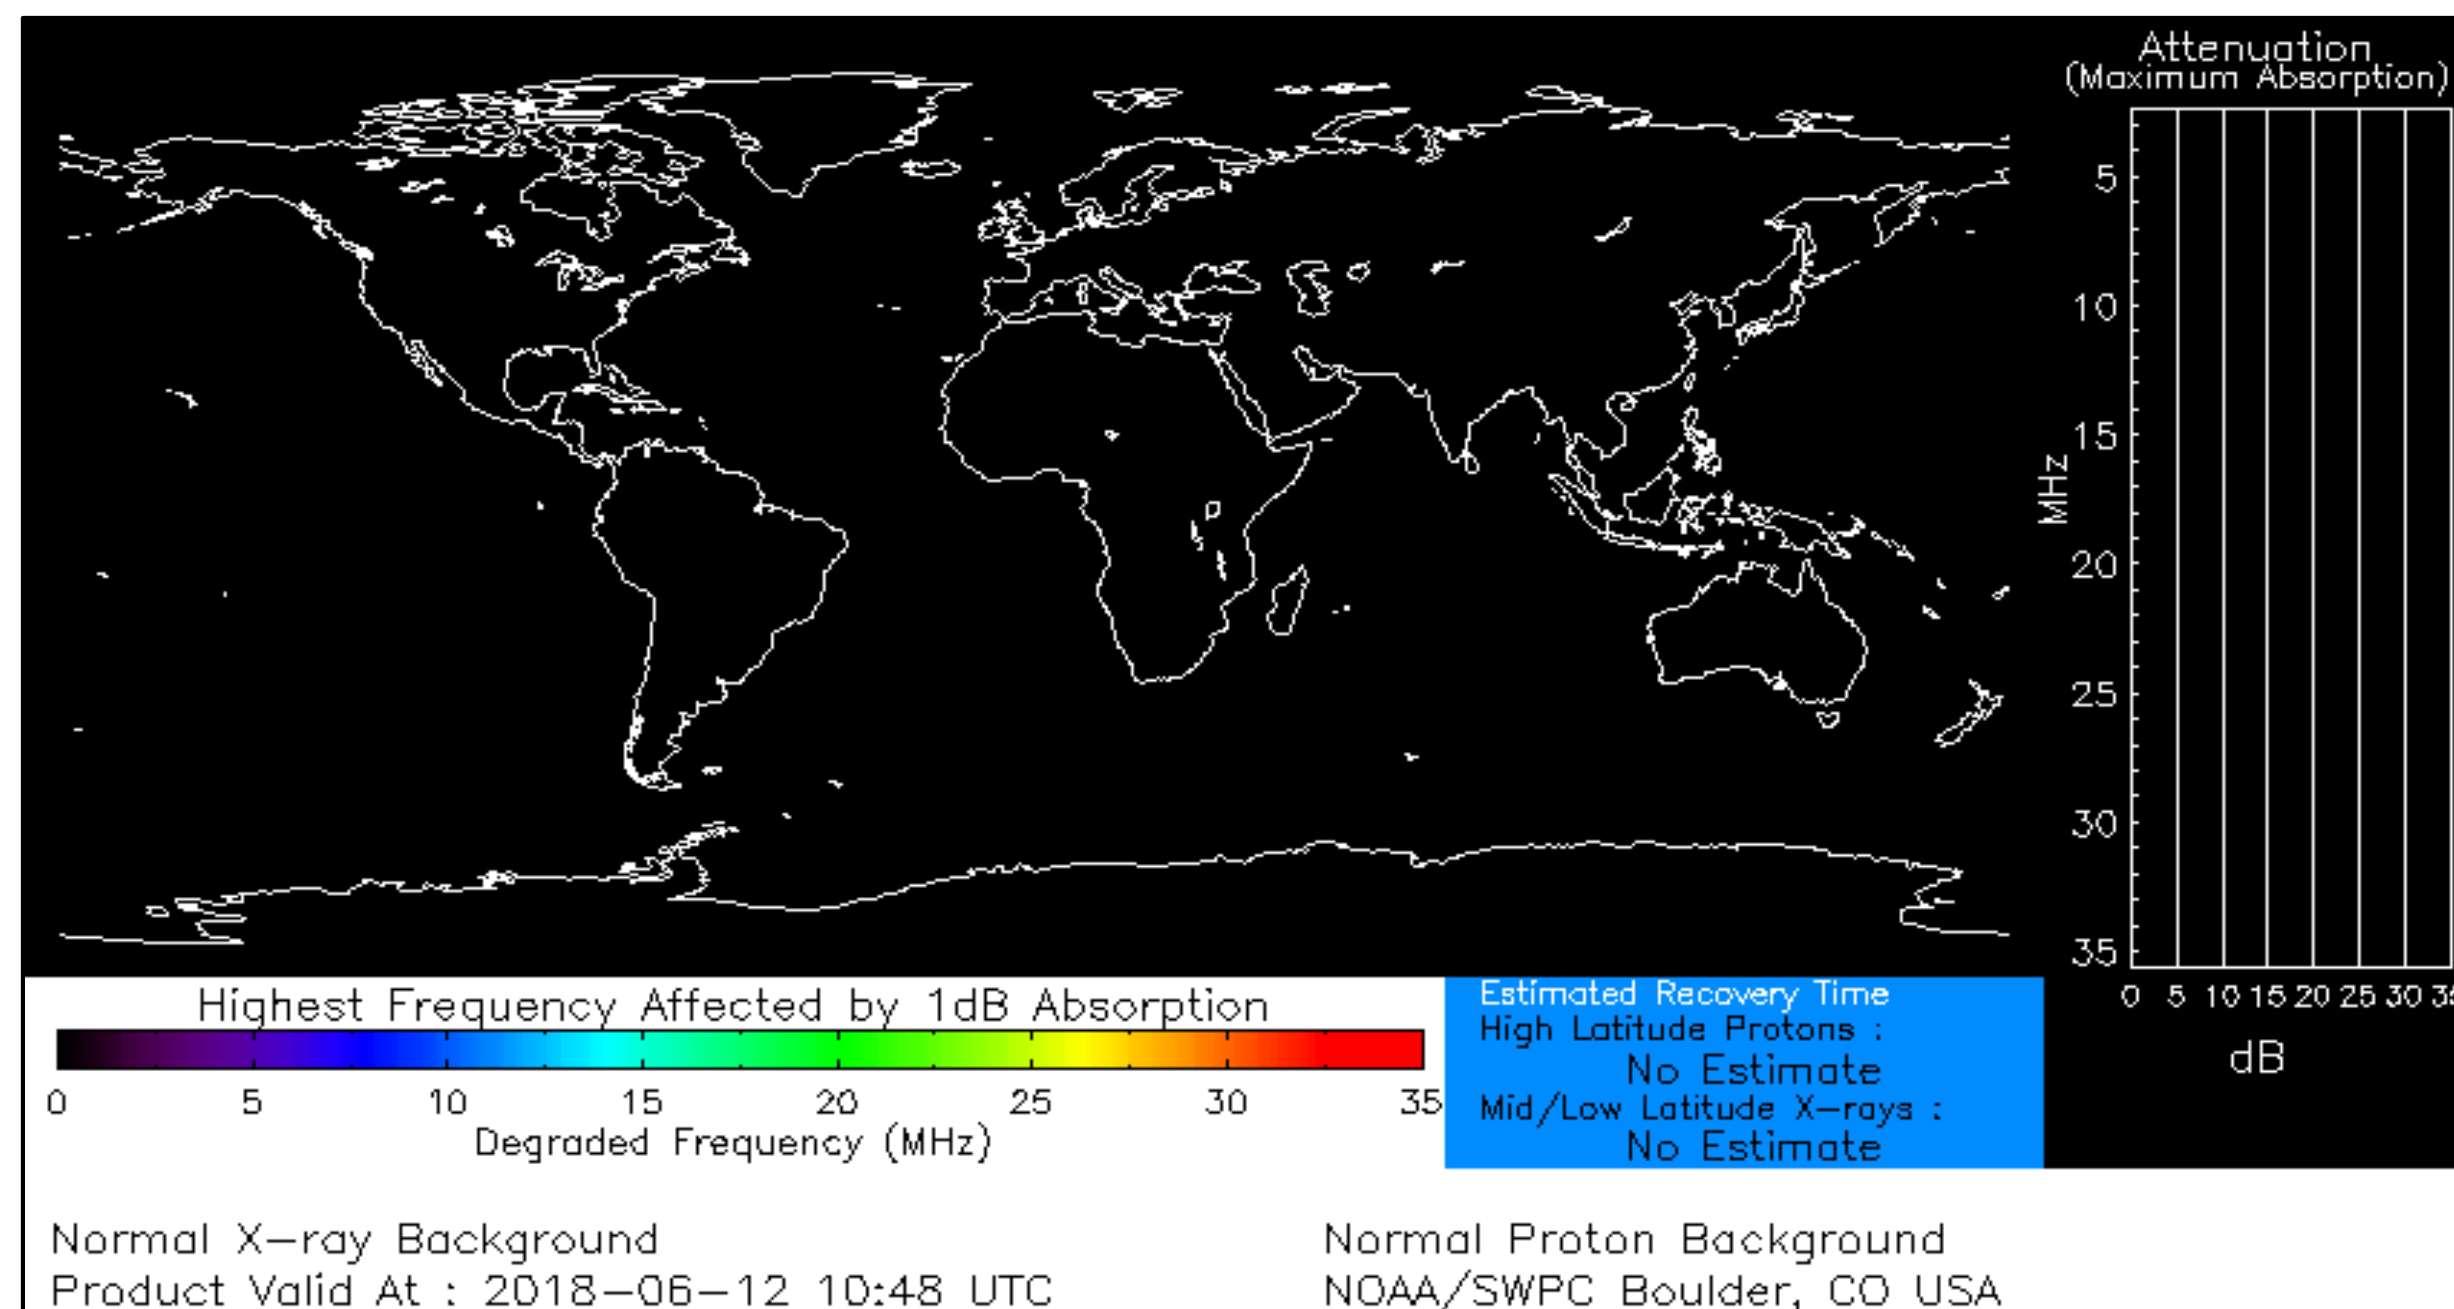 Attenuation
(Maximum Absorption)
5
10
15
20
25
30
35
MHz
0 5 10 15 20 25 30
dB
Highest Frequency Affected by 1dB Absorption
0 5 10 15 20 25 30 35
Degraded Frequency (MHz)
Estimated Recovery Time
High Latitude Protons :
No Estimate
Mid/Low Latitude X-rays :
No Estimate
Normal X-ray Background
Normal Proton Background
Product Valid At : 2018-06-12 10:48 UTC
NOAA/SWPC Boulder, CO USA